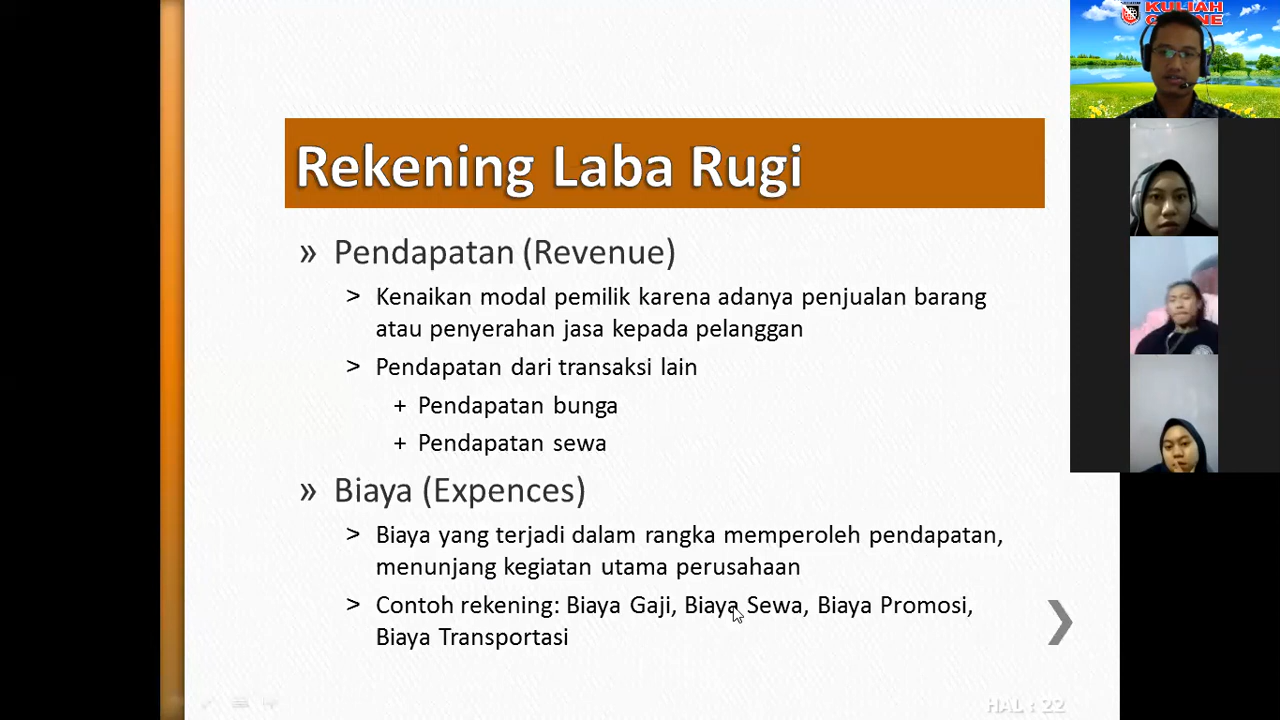 KULIAH
ONLINE
Rekening Laba Rugi
» Pendapatan (Revenue)
> Kenaikan modal pemilik karena adanya penjualan barang
atau penyerahan jasa kepada pelanggan
> Pendapatan dari transaksi lain
+ Pendapatan bunga
+ Pendapatan sewa
» Biaya (Expences)
> Biaya yang terjadi dalam rangka memperoleh pendapatan,
menunjang kegiatan utama perusahaan
> Contoh rekening: Biaya Gaji, Biaya Sewa, Biaya Promosi,
Biaya Transportasi
HAL : 22